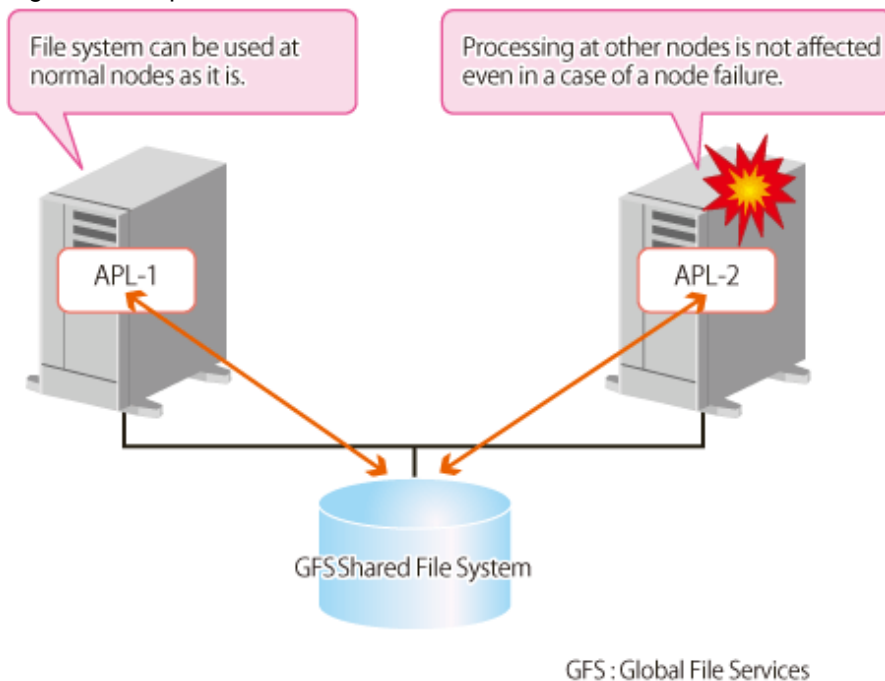 File system can be used at
normal nodes as it is.
Processing at other nodes is not affected
even in a case of a node failure.
APL-1
APL-2
GFS Shared File System
GFS : Global File Services